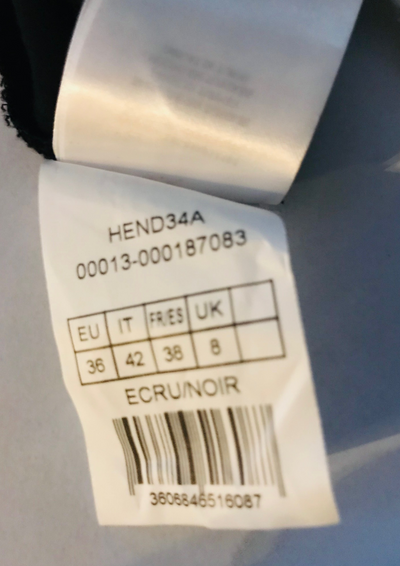 HEND34A
00013-000187083
EU IT FR/ES UK
36 42 38 8
ECRU/NOIR
3606846516087